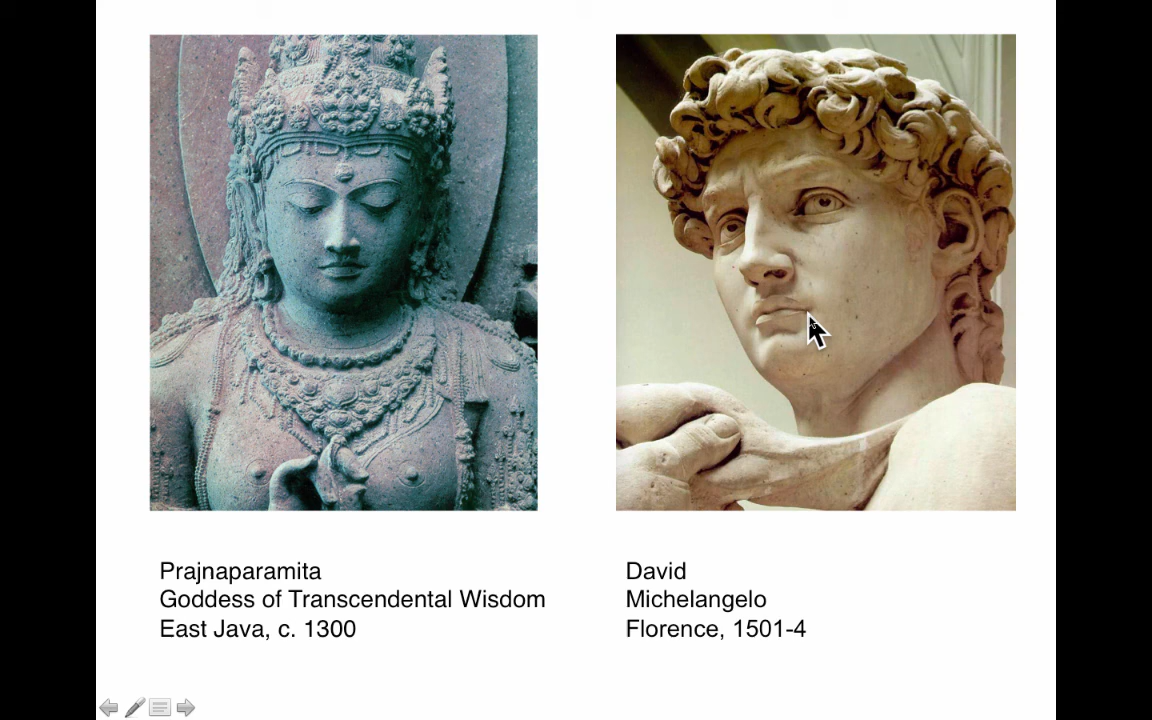 Prajnaparamita
Goddess of Transcendental Wisdom
East Java, c. 1300
David
Michelangelo
Florence, 1501-4